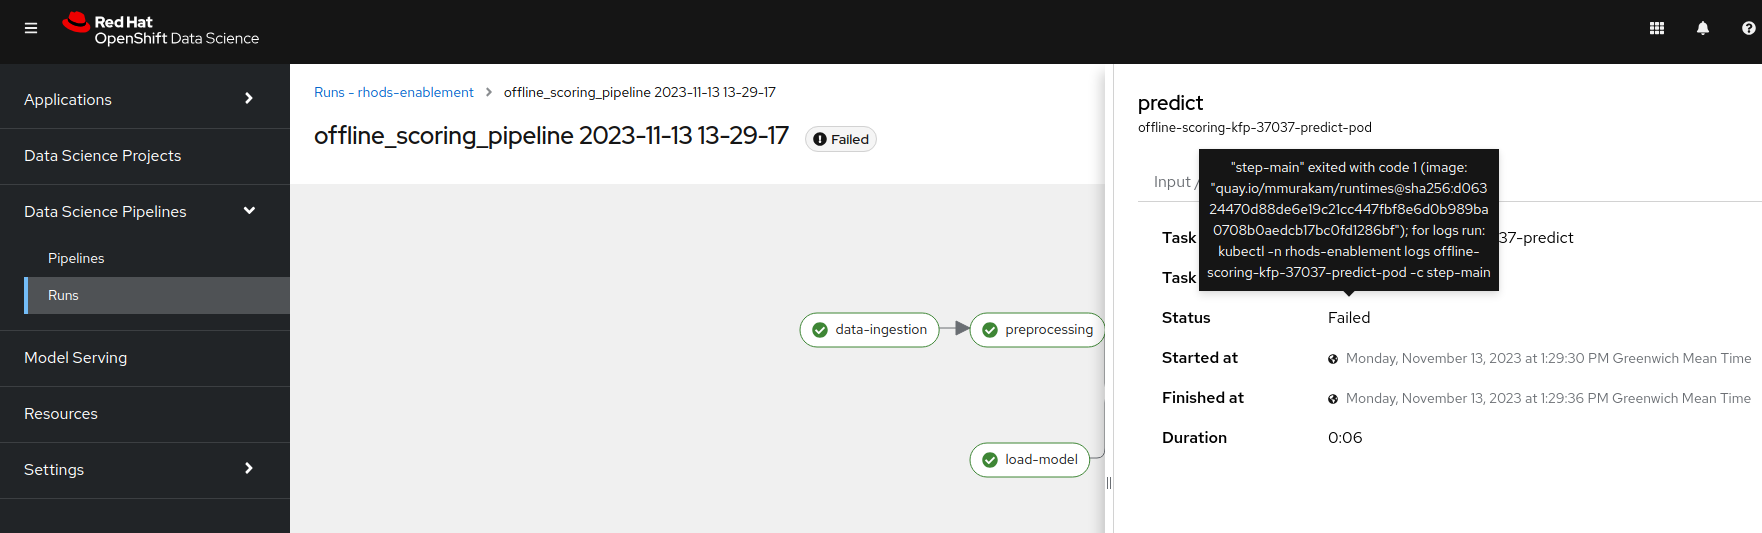 Red Hat
OpenShift Data Science
Applications
Data Science Projects
Data Science Pipelines
Pipelines
Runs
Model Serving
Resources
Settings
Runs - rhods-enablement > offline_scoring_pipeline 2023-11-13 13-29-17
offline_scoring_pipeline 2023-11-13 13-29-17 Failed
data-ingestion
preprocessing
load-model
predict
offline-scoring-kfp-37037-predict-pod
Input /
"step-main" exited with code 1 (image:
"quay.io/mmurakam/runtimes@sha256:d063
24470d88de6e19c21cc447fbf8e6d0b989ba
0708b0aedcb17bc0fd1286bf"); for logs run:
kubectl -n rhods-enablement logs offline-
scoring-kfp-37037-predict-pod -c step-main
Task 37-predict
Task
Status Failed
Started at Monday, November 13, 2023 at 1:29:30 PM Greenwich Mean Time
Finished at Monday, November 13, 2023 at 1:29:36 PM Greenwich Mean Time
Duration 0:06